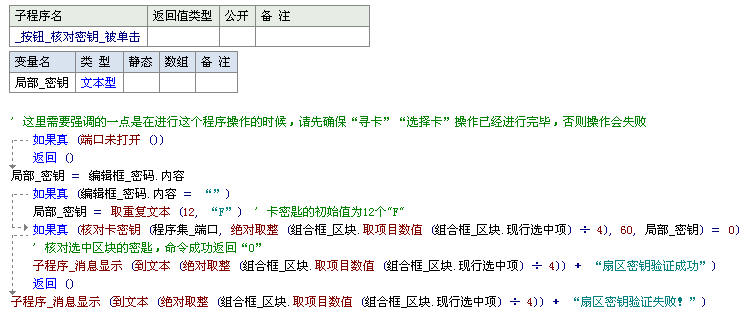 子程序名 返回值类型 公开 备 注
_按钮_核对密钥_被单击
变量名 类 型 静态 数组 备 注
局部_密钥 文本型
' 这里需要强调的一点是在进行这个程序操作的时候，请先确保“寻卡”“选择卡”操作已经进行完毕，否则操作会失败
如果真 (端口未打开 ())
返回 ()
局部_密钥 = 编辑框_密码.内容
如果真 (编辑框_密码.内容 = “”)
局部_密钥 = 取重复文本 (12, “F”) ' 卡密匙的初始值为12个"F"
如果真 (核对卡密钥 (程序集_端口, 绝对取整 (组合框_区块.取项目数值 (组合框_区块.现行选中项) ÷ 4), 60, 局部_密钥) = 0)
' 核对选中区块的密匙，命令成功返回“0”
子程序_消息显示 (到文本 (绝对取整 (组合框_区块.取项目数值 (组合框_区块.现行选中项) ÷ 4)) + “扇区密钥验证成功”)
返回 ()
子程序_消息显示 (到文本 (绝对取整 (组合框_区块.取项目数值 (组合框_区块.现行选中项) ÷ 4)) + “扇区密钥验证失败！”)